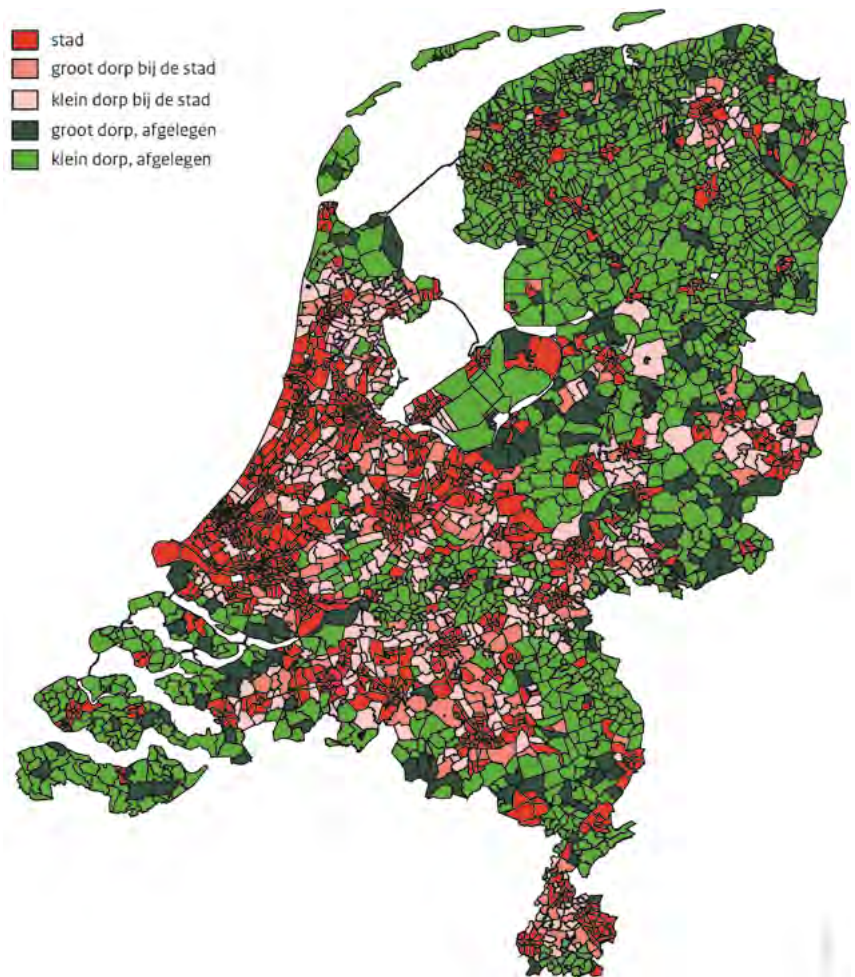 stad
groot dorp bij de stad
klein dorp bij de stad
groot dorp, afgelegen
klein dorp, afgelegen